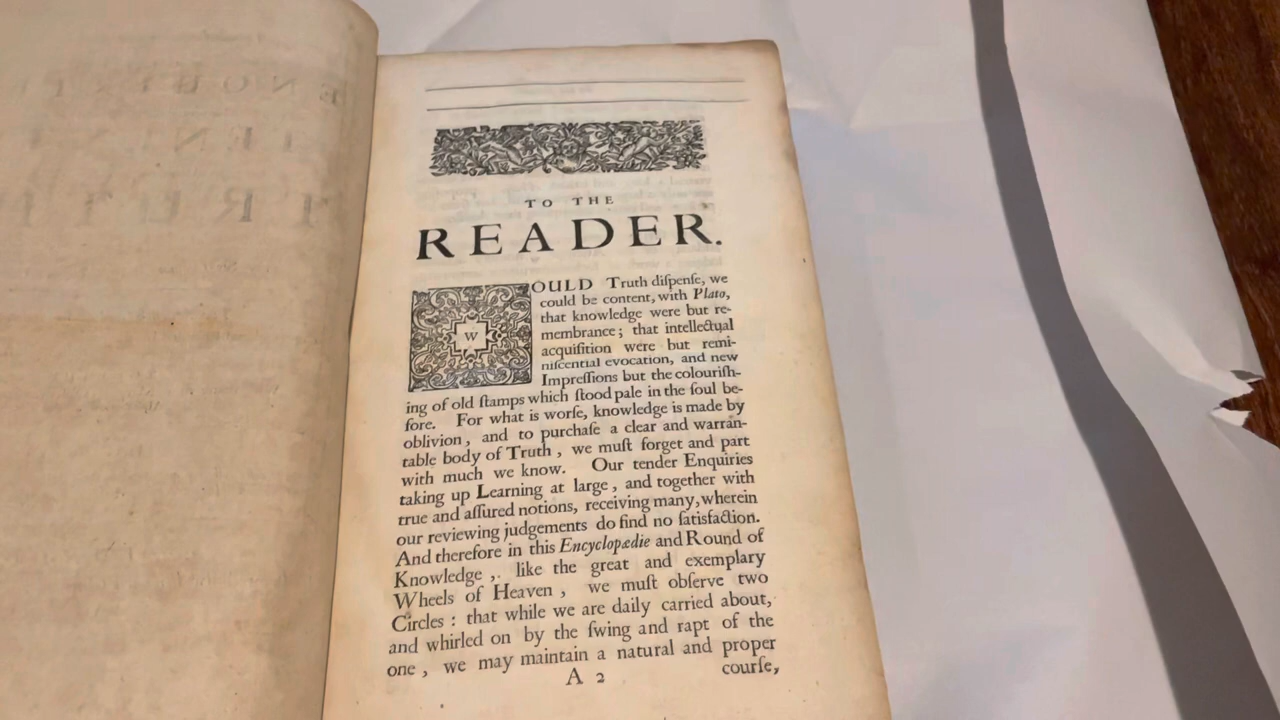 TO THE
READER.
WOULD Truth diſpenſe, we
could be content, with Plato,
that knowledge were but re-
membrance; that intellectual
acquiſition were but remi-
niſcential evocation, and new
Impreſſions but the colouriſh-
ing of old ſtamps which ſtood pale in the ſoul be-
fore. For what is worſe, knowledge is made by
oblivion, and to purchaſe a clear and warran-
table body of Truth, we muſt forget and part
with much we know. Our tender Enquiries
taking up Learning at large, and together with
true and aſſured notions, receiving many, wherein
our reviewing judgements do find no ſatisfaction.
And therefore in this Encyclopædie and Round of
Knowledge, like the great and exemplary
Wheels of Heaven, we muſt obſerve two
Circles: that while we are daily carried about,
and whirled on by the ſwing and rapt of the
one, we may maintain a natural and proper
A 2 courſe,